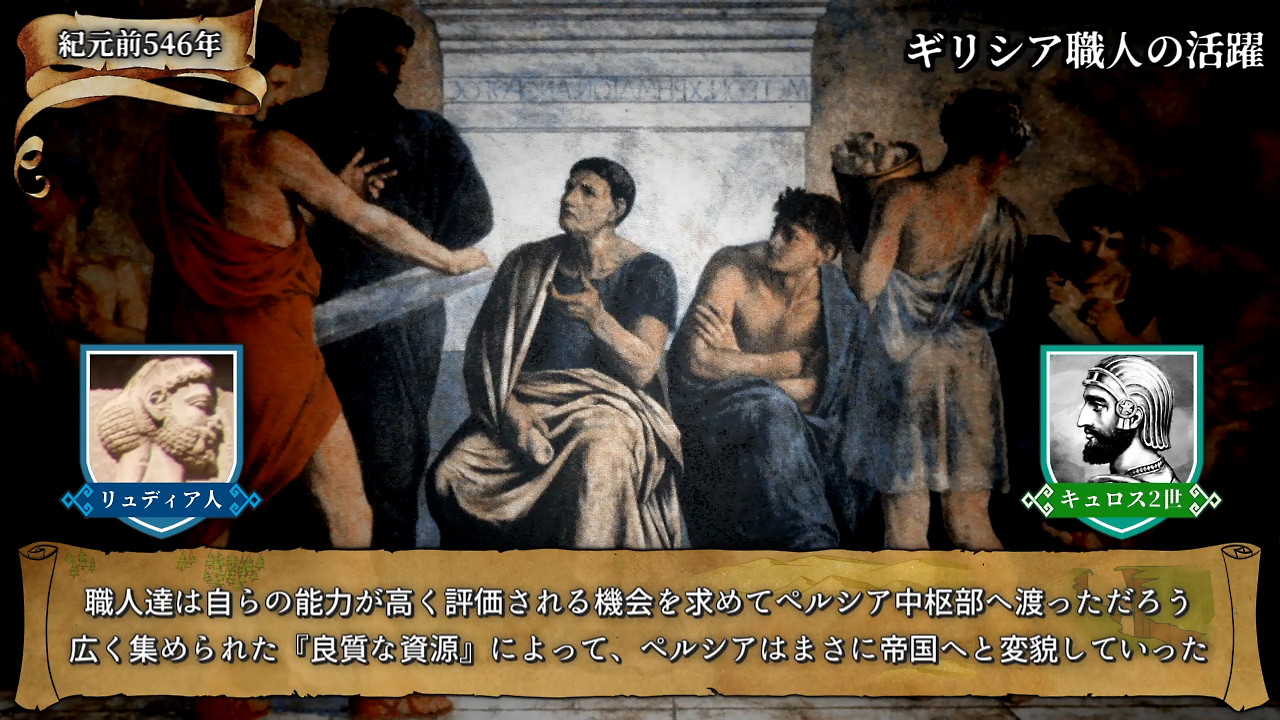 紀元前546年
ギリシア職人の活躍
リュディア人
キュロス2世
職人達は自らの能力が高く評価される機会を求めてペルシア中枢部へ渡っただろう
広く集められた『良質な資源』によって、ペルシアはまさに帝国へと変貌していった